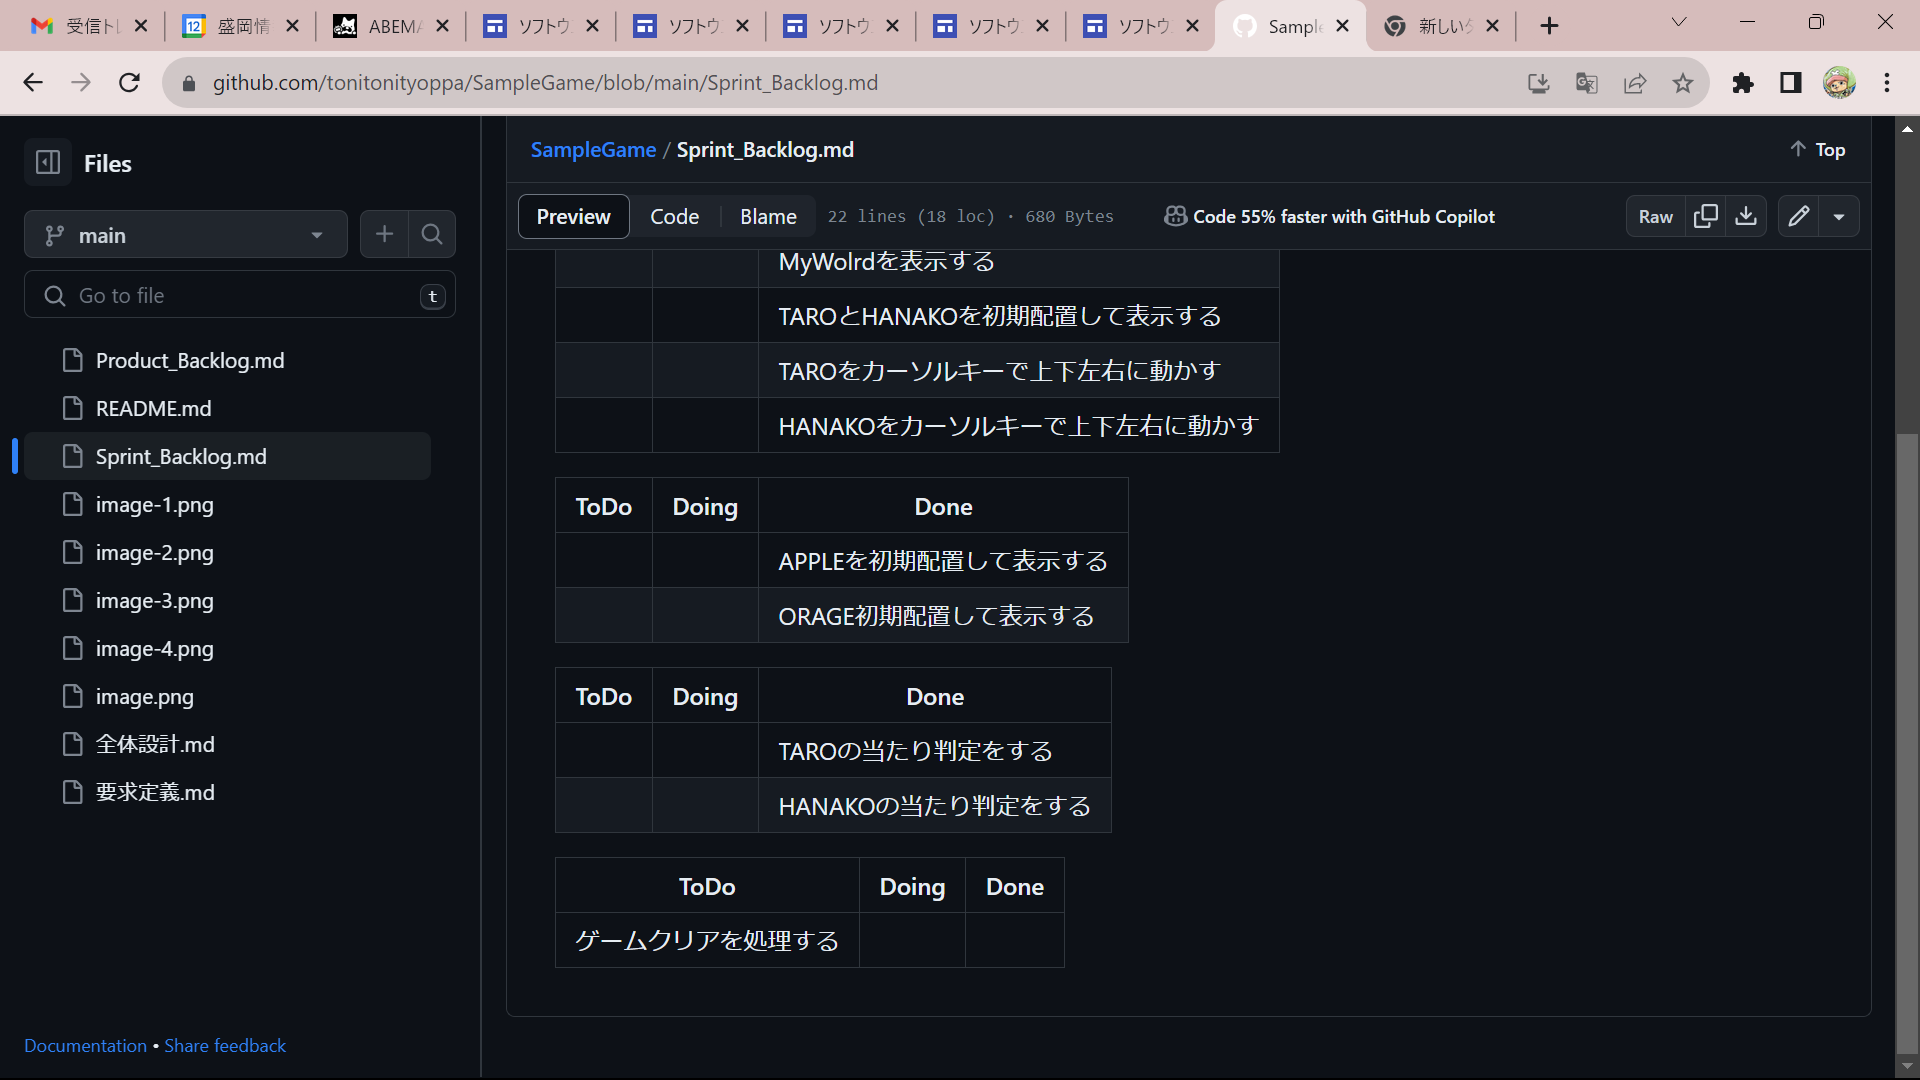 受信トレ
盛岡情
ABEMA
ソフトウ
ソフトウ
ソフトウ
ソフトウ
ソフトウ
Sample
新しいタ
github.com/tonitonityoppa/SampleGame/blob/main/Sprint_Backlog.md
Files
main
Go to file
t
Product_Backlog.md
README.md
Sprint_Backlog.md
image-1.png
image-2.png
image-3.png
image-4.png
image.png
全体設計.md
要求定義.md
Documentation • Share feedback
SampleGame / Sprint_Backlog.md
Top
Preview
Code
Blame
22 lines (18 loc) · 680 Bytes
Code 55% faster with GitHub Copilot
Raw
MyWolrdを表示する
TAROとHANAKOを初期配置して表示する
TAROをカーソルキーで上下左右に動かす
HANAKOをカーソルキーで上下左右に動かす
ToDo Doing Done
APPLEを初期配置して表示する
ORAGE初期配置して表示する
ToDo Doing Done
TAROの当たり判定をする
HANAKOの当たり判定をする
ToDo Doing Done
ゲームクリアを処理する